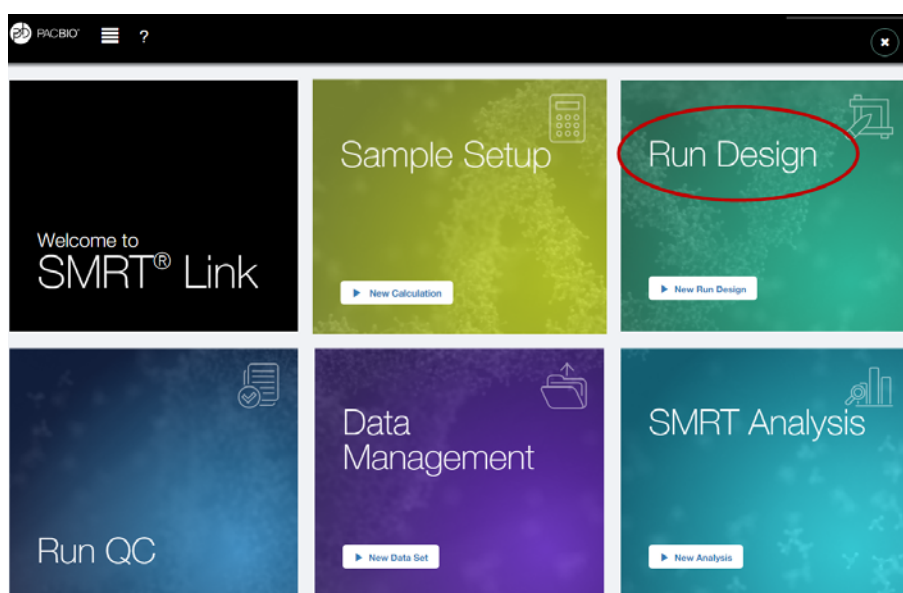 PACBIO®
?
Sample Setup
Run Design
Welcome to
SMRT® Link
New Calculation
New Run Design
Data
Management
SMRT Analysis
Run QC
New Data Set
New Analysis